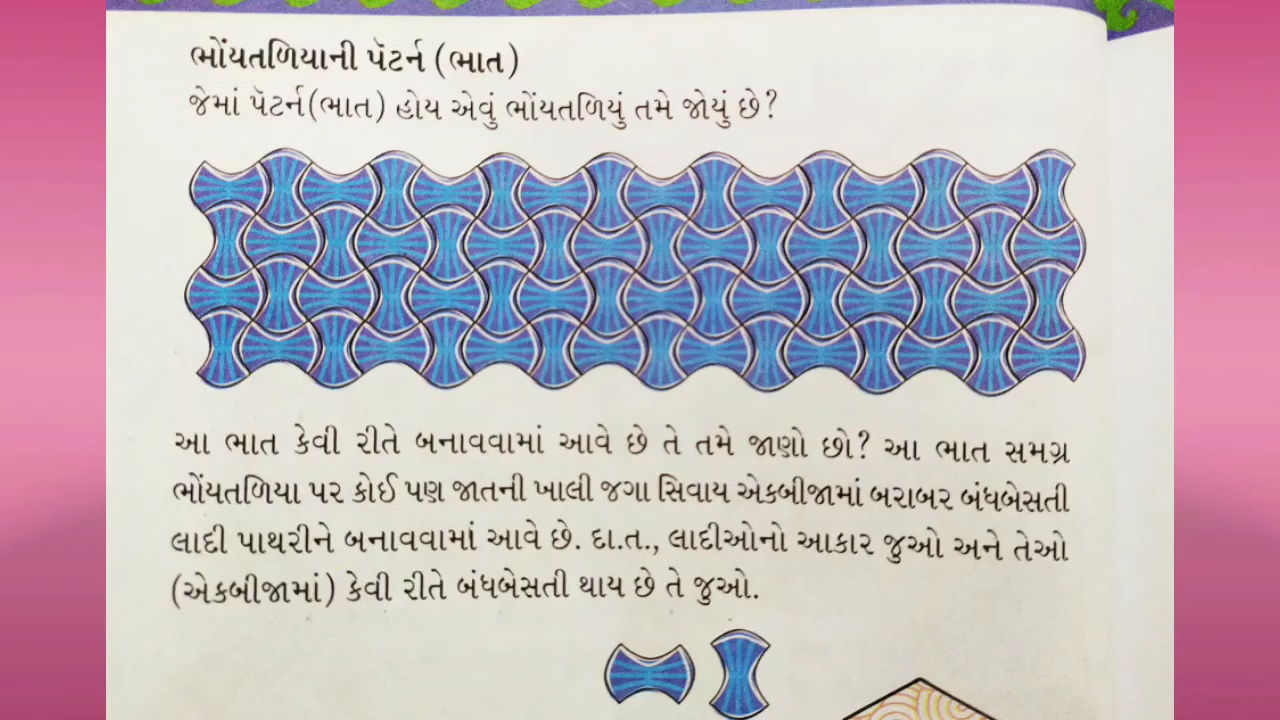 ભોંયતળિયાની પૅટર્ન (ભાત)
જેમાં પૅટર્ન(ભાત) હોય એવું ભોંયતળિયું તમે જોયું છે?
આ ભાત કેવી રીતે બનાવવામાં આવે છે તે તમે જાણો છો? આ ભાત સમગ્ર
ભોંયતળિયા પર કોઈ પણ જાતની ખાલી જગા સિવાય એકબીજામાં બરાબર બંધબેસતી
લાદી પાથરીને બનાવવામાં આવે છે. દા.ત., લાદીઓનો આકાર જુઓ અને તેઓ
(એકબીજામાં) કેવી રીતે બંધબેસતી થાય છે તે જુઓ.